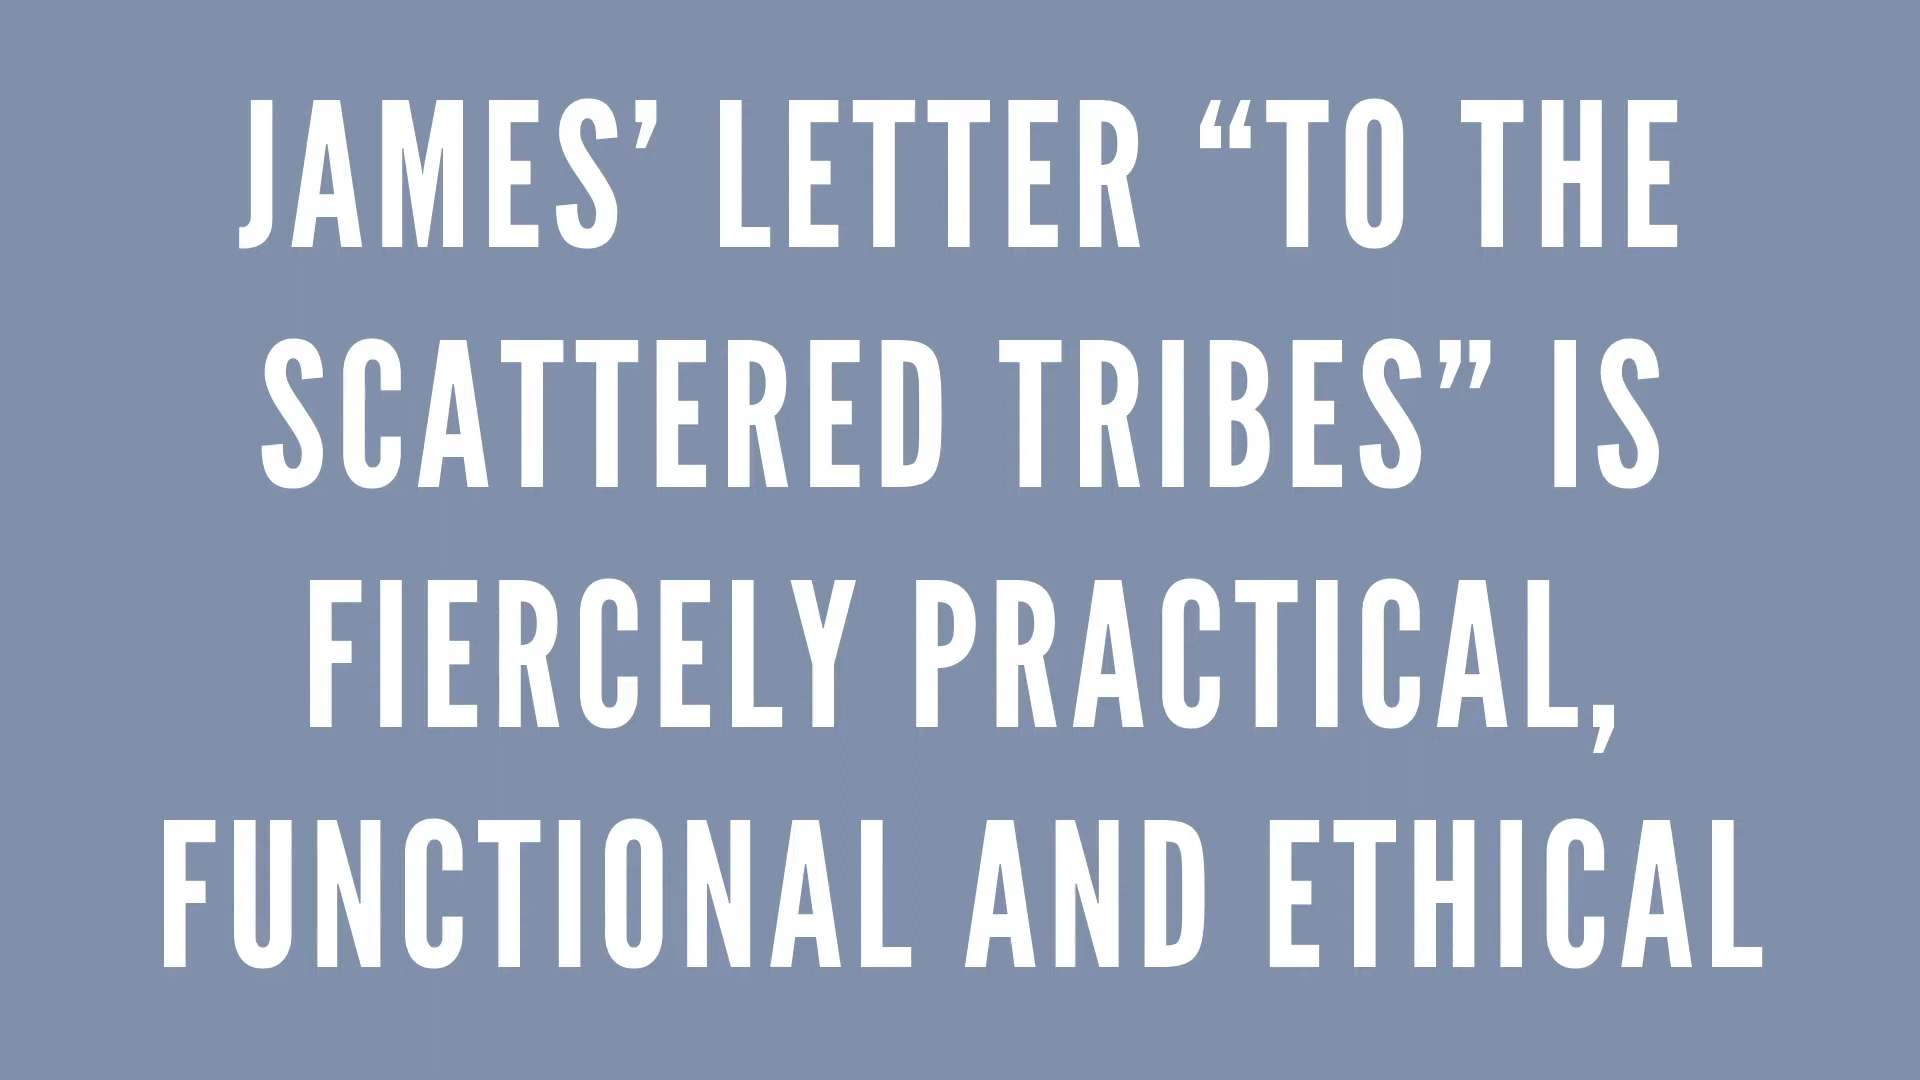 JAMES’ LETTER “TO THE
SCATTERED TRIBES” IS
FIERCELY PRACTICAL,
FUNCTIONAL AND ETHICAL